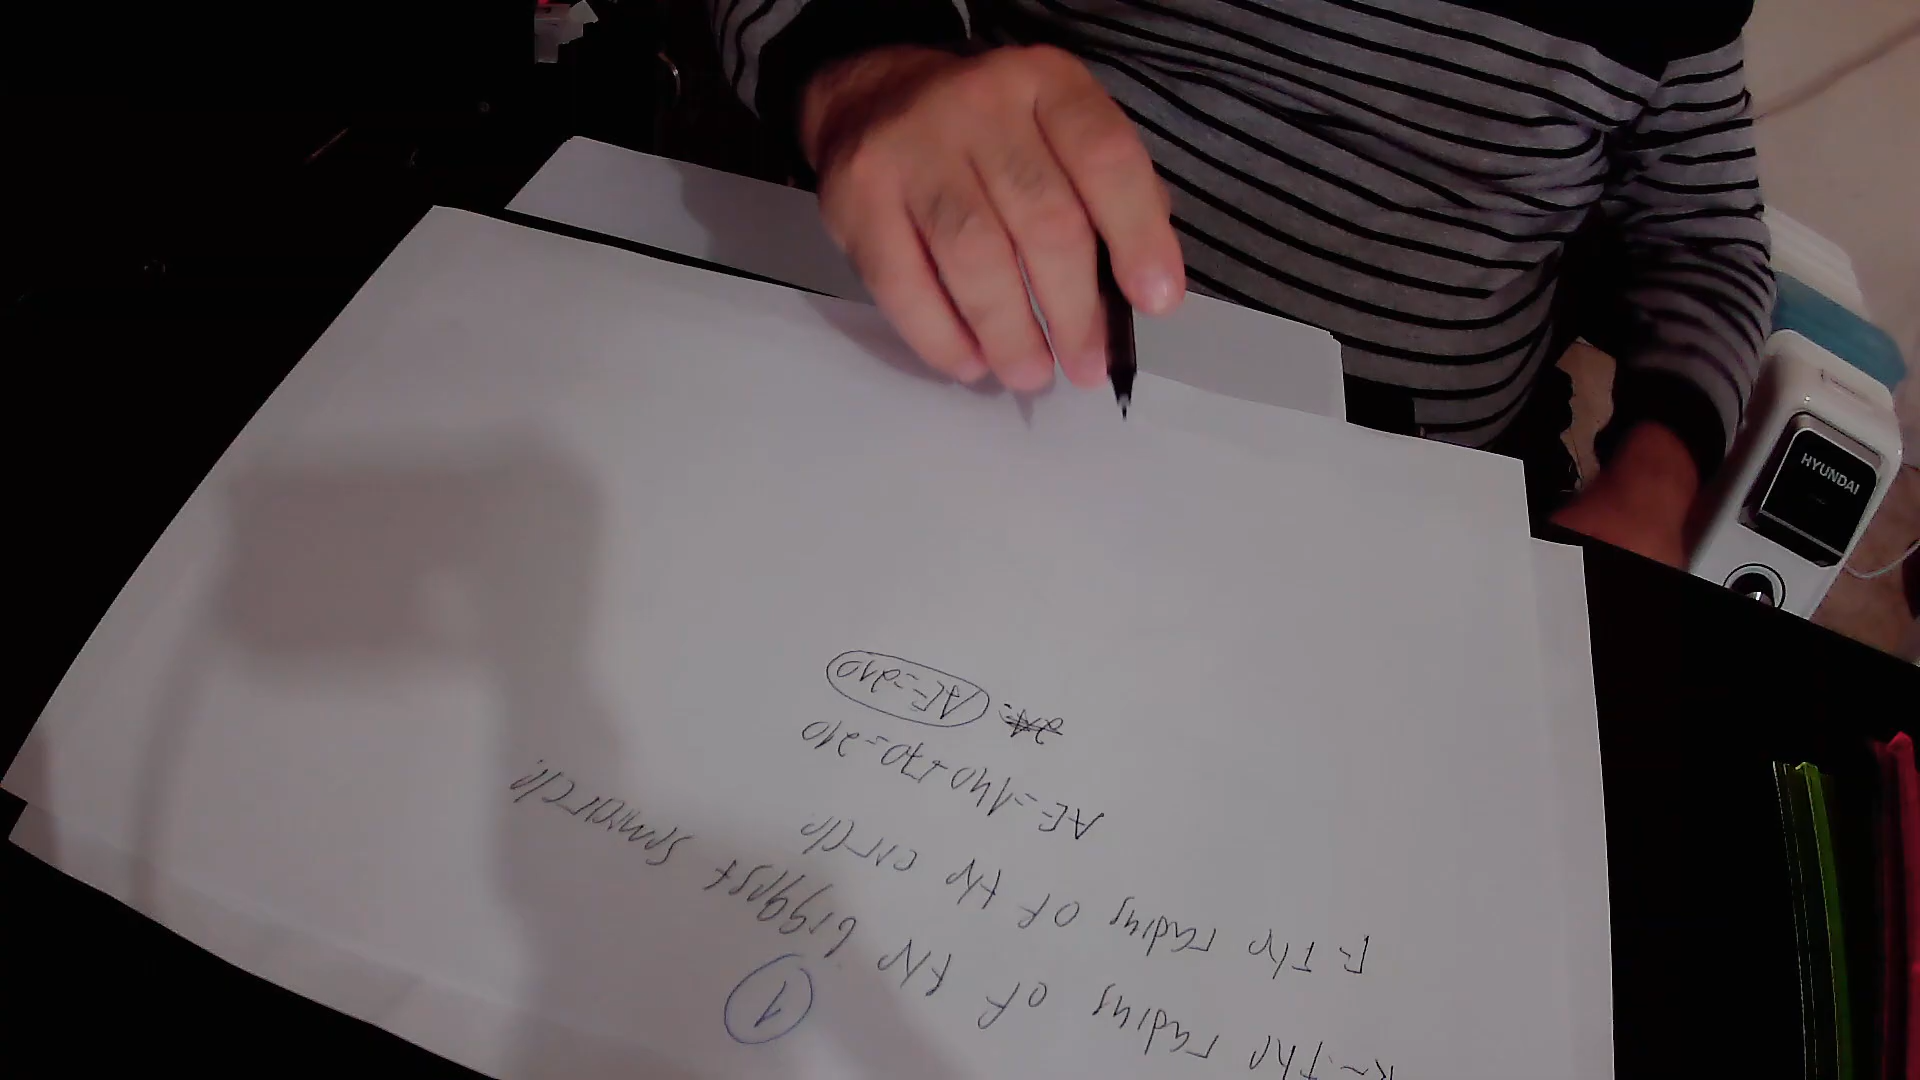 1
R-The radius of the biggest semicircle.
r-The radius of the circle.
AE=140+70=210
AE=210
HYUNDAI